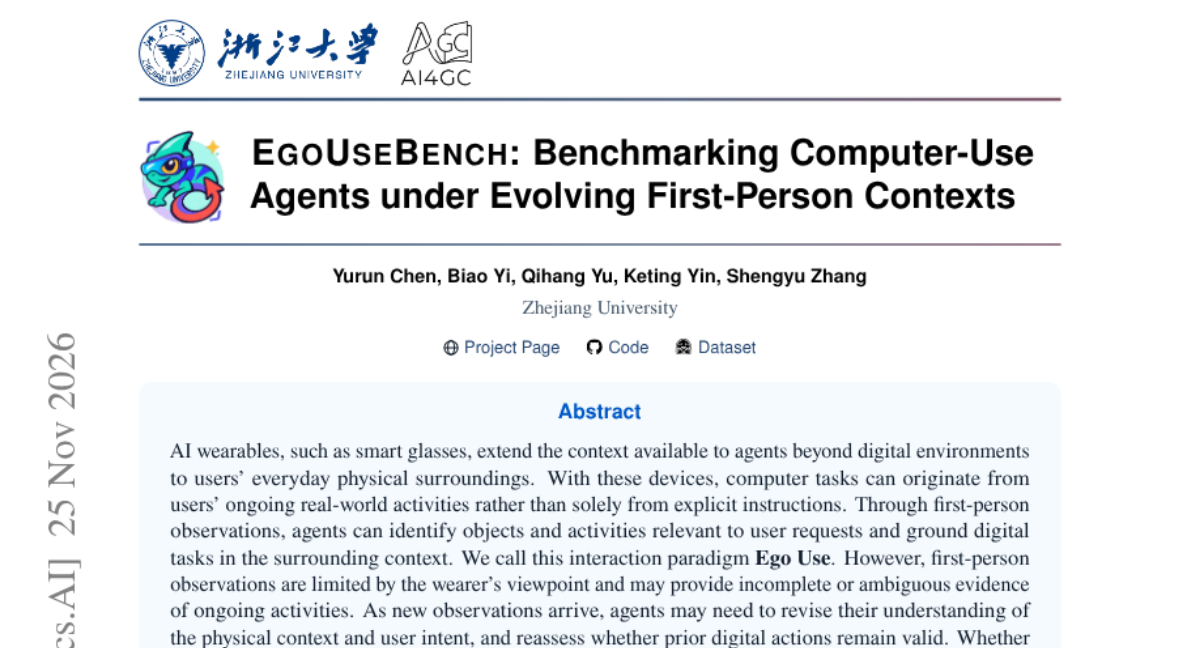 浙江大学
ZHEJIANG UNIVERSITY
AGC
AI4GC
EGOUSEBENCH: Benchmarking Computer-Use
Agents under Evolving First-Person Contexts
Yurun Chen, Biao Yi, Qihang Yu, Keting Yin, Shengyu Zhang
Zhejiang University
Project Page Code Dataset
Abstract
AI wearables, such as smart glasses, extend the context available to agents beyond digital environments
to users’ everyday physical surroundings. With these devices, computer tasks can originate from
users’ ongoing real-world activities rather than solely from explicit instructions. Through first-person
observations, agents can identify objects and activities relevant to user requests and ground digital
tasks in the surrounding context. We call this interaction paradigm Ego Use. However, first-person
observations are limited by the wearer’s viewpoint and may provide incomplete or ambiguous evidence
of ongoing activities. As new observations arrive, agents may need to revise their understanding of
the physical context and user intent, and reassess whether prior digital actions remain valid. Whether
cs.AI] 25 Nov 2026